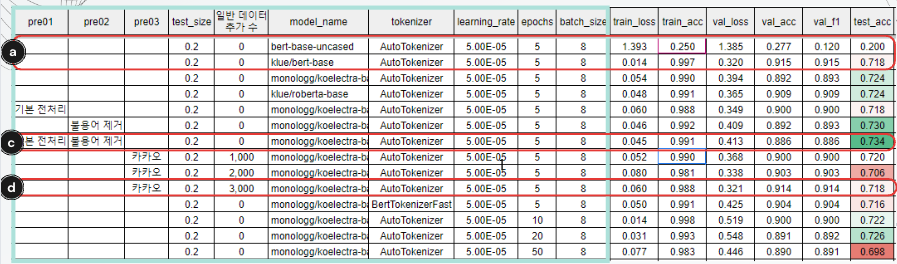 pre01 pre02 pre03 test_size 일반 데이터 추가 수 model_name tokenizer learning_rate epochs batch_size train_loss train_acc val_loss val_acc val_f1 test_acc
a 0.2 0 bert-base-uncased AutoTokenizer 5.00E-05 5 8 1.393 0.250 1.385 0.277 0.120 0.200
0.2 0 klue/bert-base AutoTokenizer 5.00E-05 5 8 0.014 0.997 0.320 0.915 0.915 0.718
0.2 0 monologg/koelectra-ba AutoTokenizer 5.00E-05 5 8 0.054 0.990 0.394 0.892 0.893 0.724
0.2 0 klue/roberta-base AutoTokenizer 5.00E-05 5 8 0.048 0.991 0.365 0.909 0.909 0.724
기본 전처리 0.2 0 monologg/koelectra-ba AutoTokenizer 5.00E-05 5 8 0.060 0.988 0.349 0.900 0.900 0.718
불용어 제거 0.2 0 monologg/koelectra-ba AutoTokenizer 5.00E-05 5 8 0.046 0.992 0.409 0.892 0.893 0.730
c 본 전처리 불용어 제거 0.2 0 monologg/koelectra-ba AutoTokenizer 5.00E-05 5 8 0.045 0.991 0.413 0.886 0.886 0.734
카카오 0.2 1,000 monologg/koelectra-ba AutoTokenizer 5.00E-05 5 8 0.052 0.990 0.368 0.900 0.900 0.720
카카오 0.2 2,000 monologg/koelectra-ba AutoTokenizer 5.00E-05 5 8 0.080 0.981 0.338 0.903 0.903 0.706
d 카카오 0.2 3,000 monologg/koelectra-ba AutoTokenizer 5.00E-05 5 8 0.060 0.988 0.321 0.914 0.914 0.718
0.2 0 monologg/koelectra-ba BertTokenizerFast 5.00E-05 5 8 0.050 0.991 0.425 0.904 0.904 0.716
0.2 0 monologg/koelectra-ba AutoTokenizer 5.00E-05 10 8 0.014 0.998 0.519 0.900 0.900 0.722
0.2 0 monologg/koelectra-ba AutoTokenizer 5.00E-05 20 8 0.031 0.993 0.548 0.891 0.892 0.726
0.2 0 monologg/koelectra-ba AutoTokenizer 5.00E-05 50 8 0.077 0.983 0.446 0.890 0.891 0.698